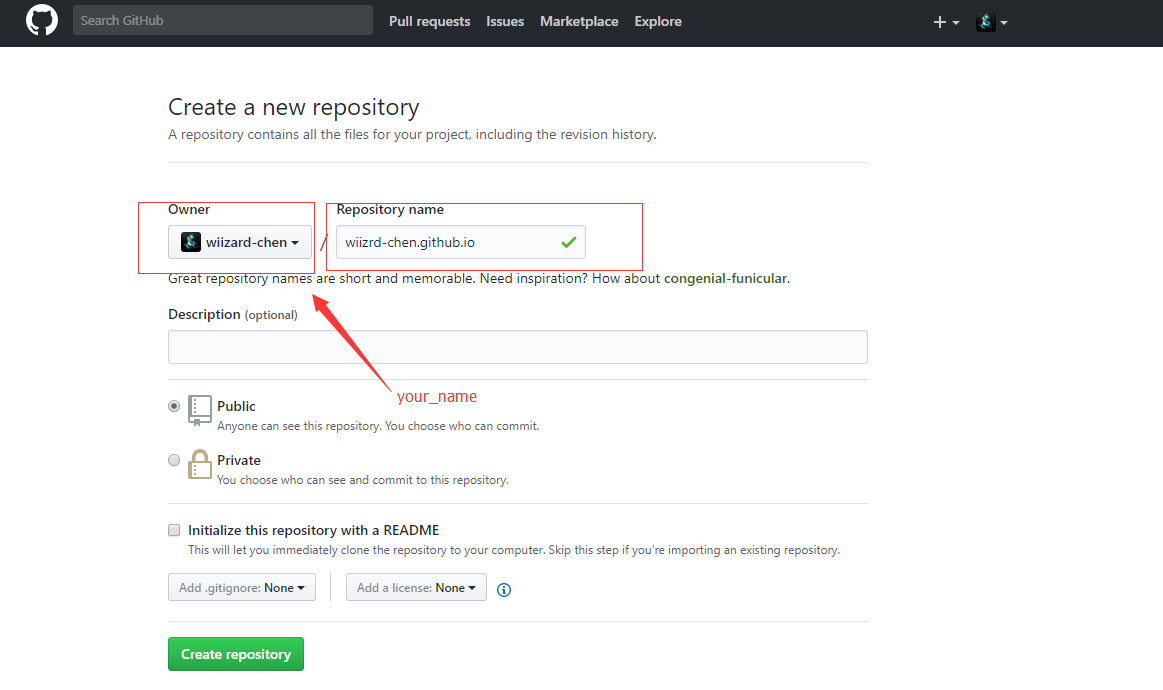 Search GitHub Pull requests Issues Marketplace Explore
Create a new repository
A repository contains all the files for your project, including the revision history.
Owner Repository name
wiizard-chen / wiizrd-chen.github.io
Great repository names are short and memorable. Need inspiration? How about congenial-funicular.
Description (optional)
your_name
Public
Anyone can see this repository. You choose who can commit.
Private
You choose who can see and commit to this repository.
Initialize this repository with a README
This will let you immediately clone the repository to your computer. Skip this step if you’re importing an existing repository.
Add .gitignore: None Add a license: None
Create repository